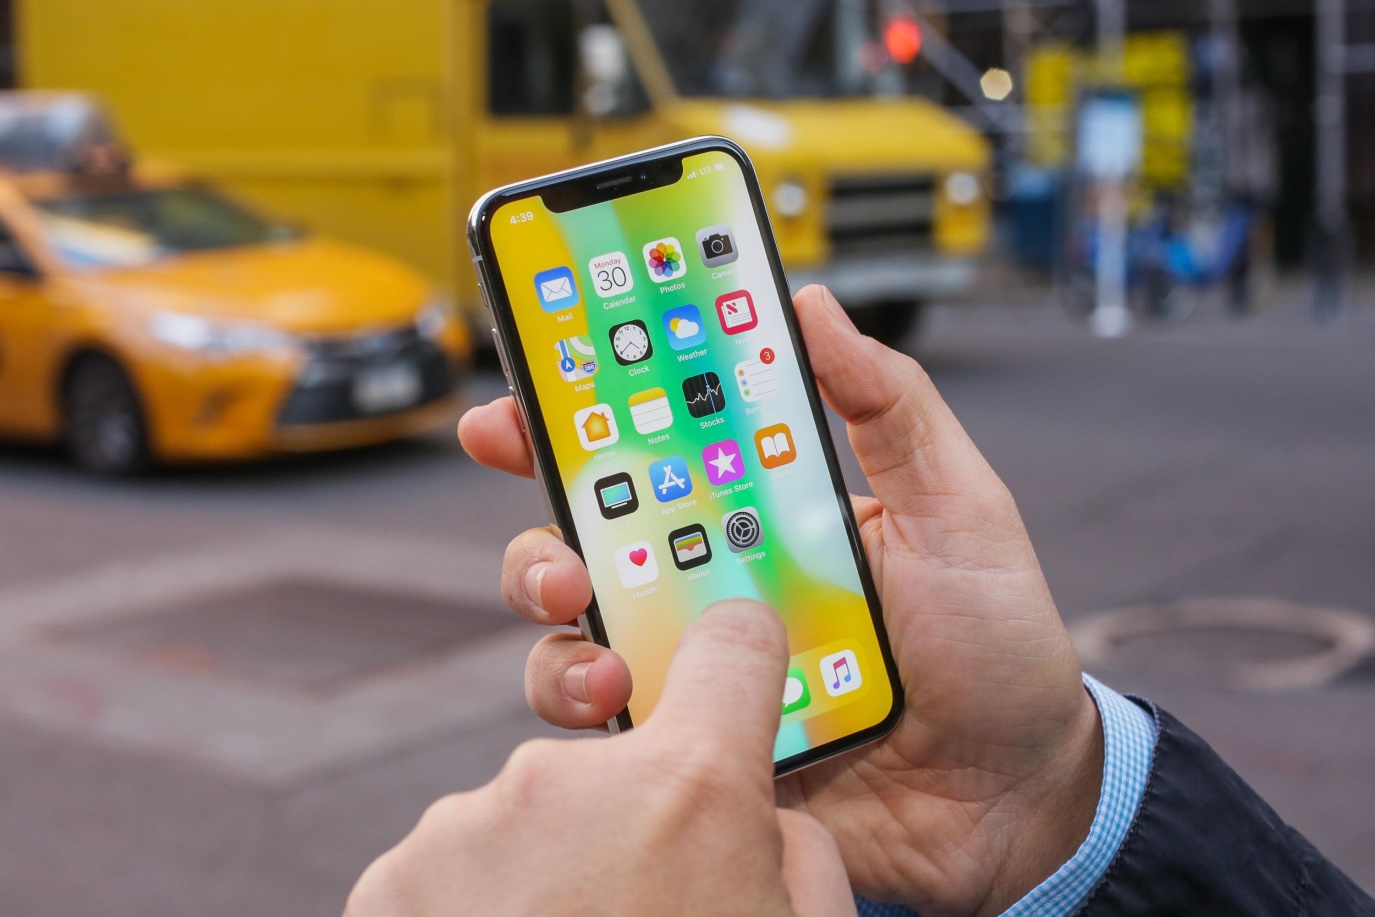 4:39
LTE
Mail
Monday
30
Calendar
Photos
Maps
Clock
Weather
3
Home
Notes
Stocks
App Store
iTunes Store
Health
Wallet
Settings